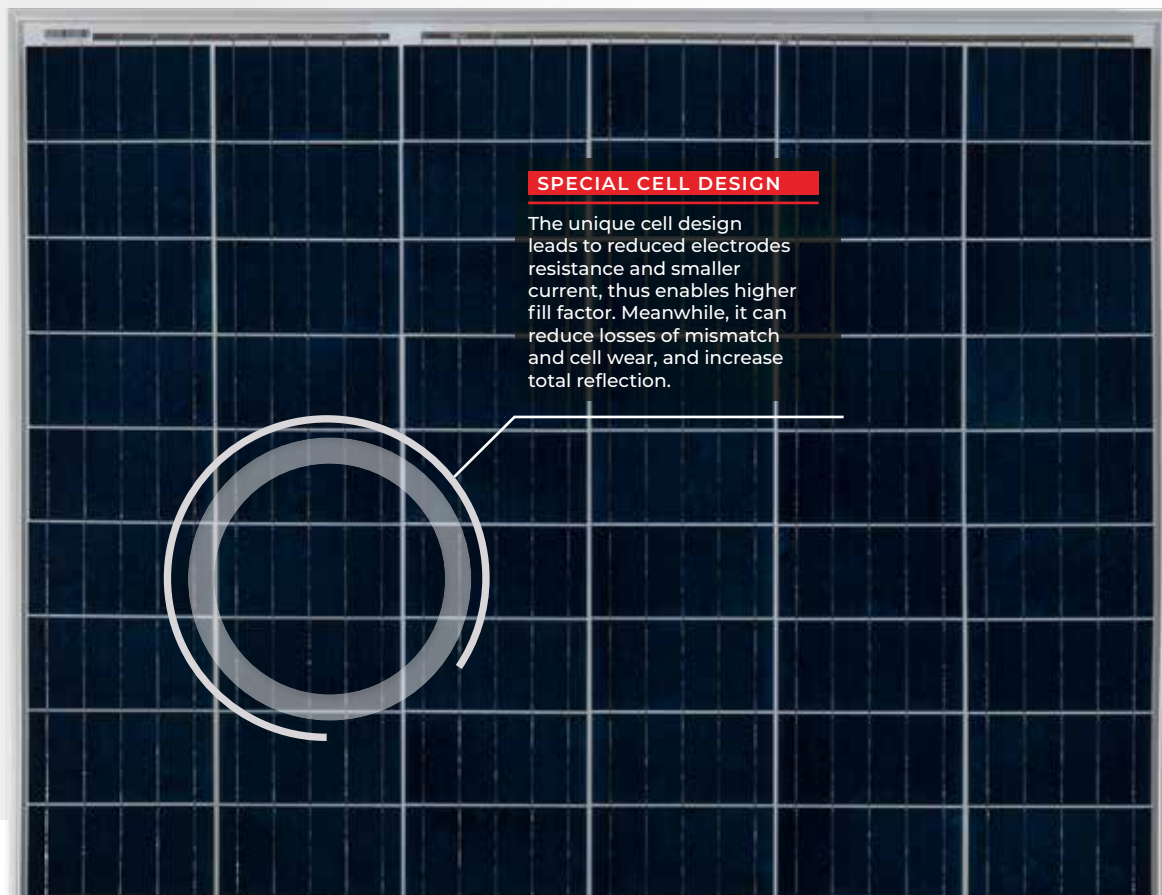 SPECIAL CELL DESIGN
The unique cell design
leads to reduced electrodes
resistance and smaller
current, thus enables higher
fill factor. Meanwhile, it can
reduce losses of mismatch
and cell wear, and increase
total reflection.